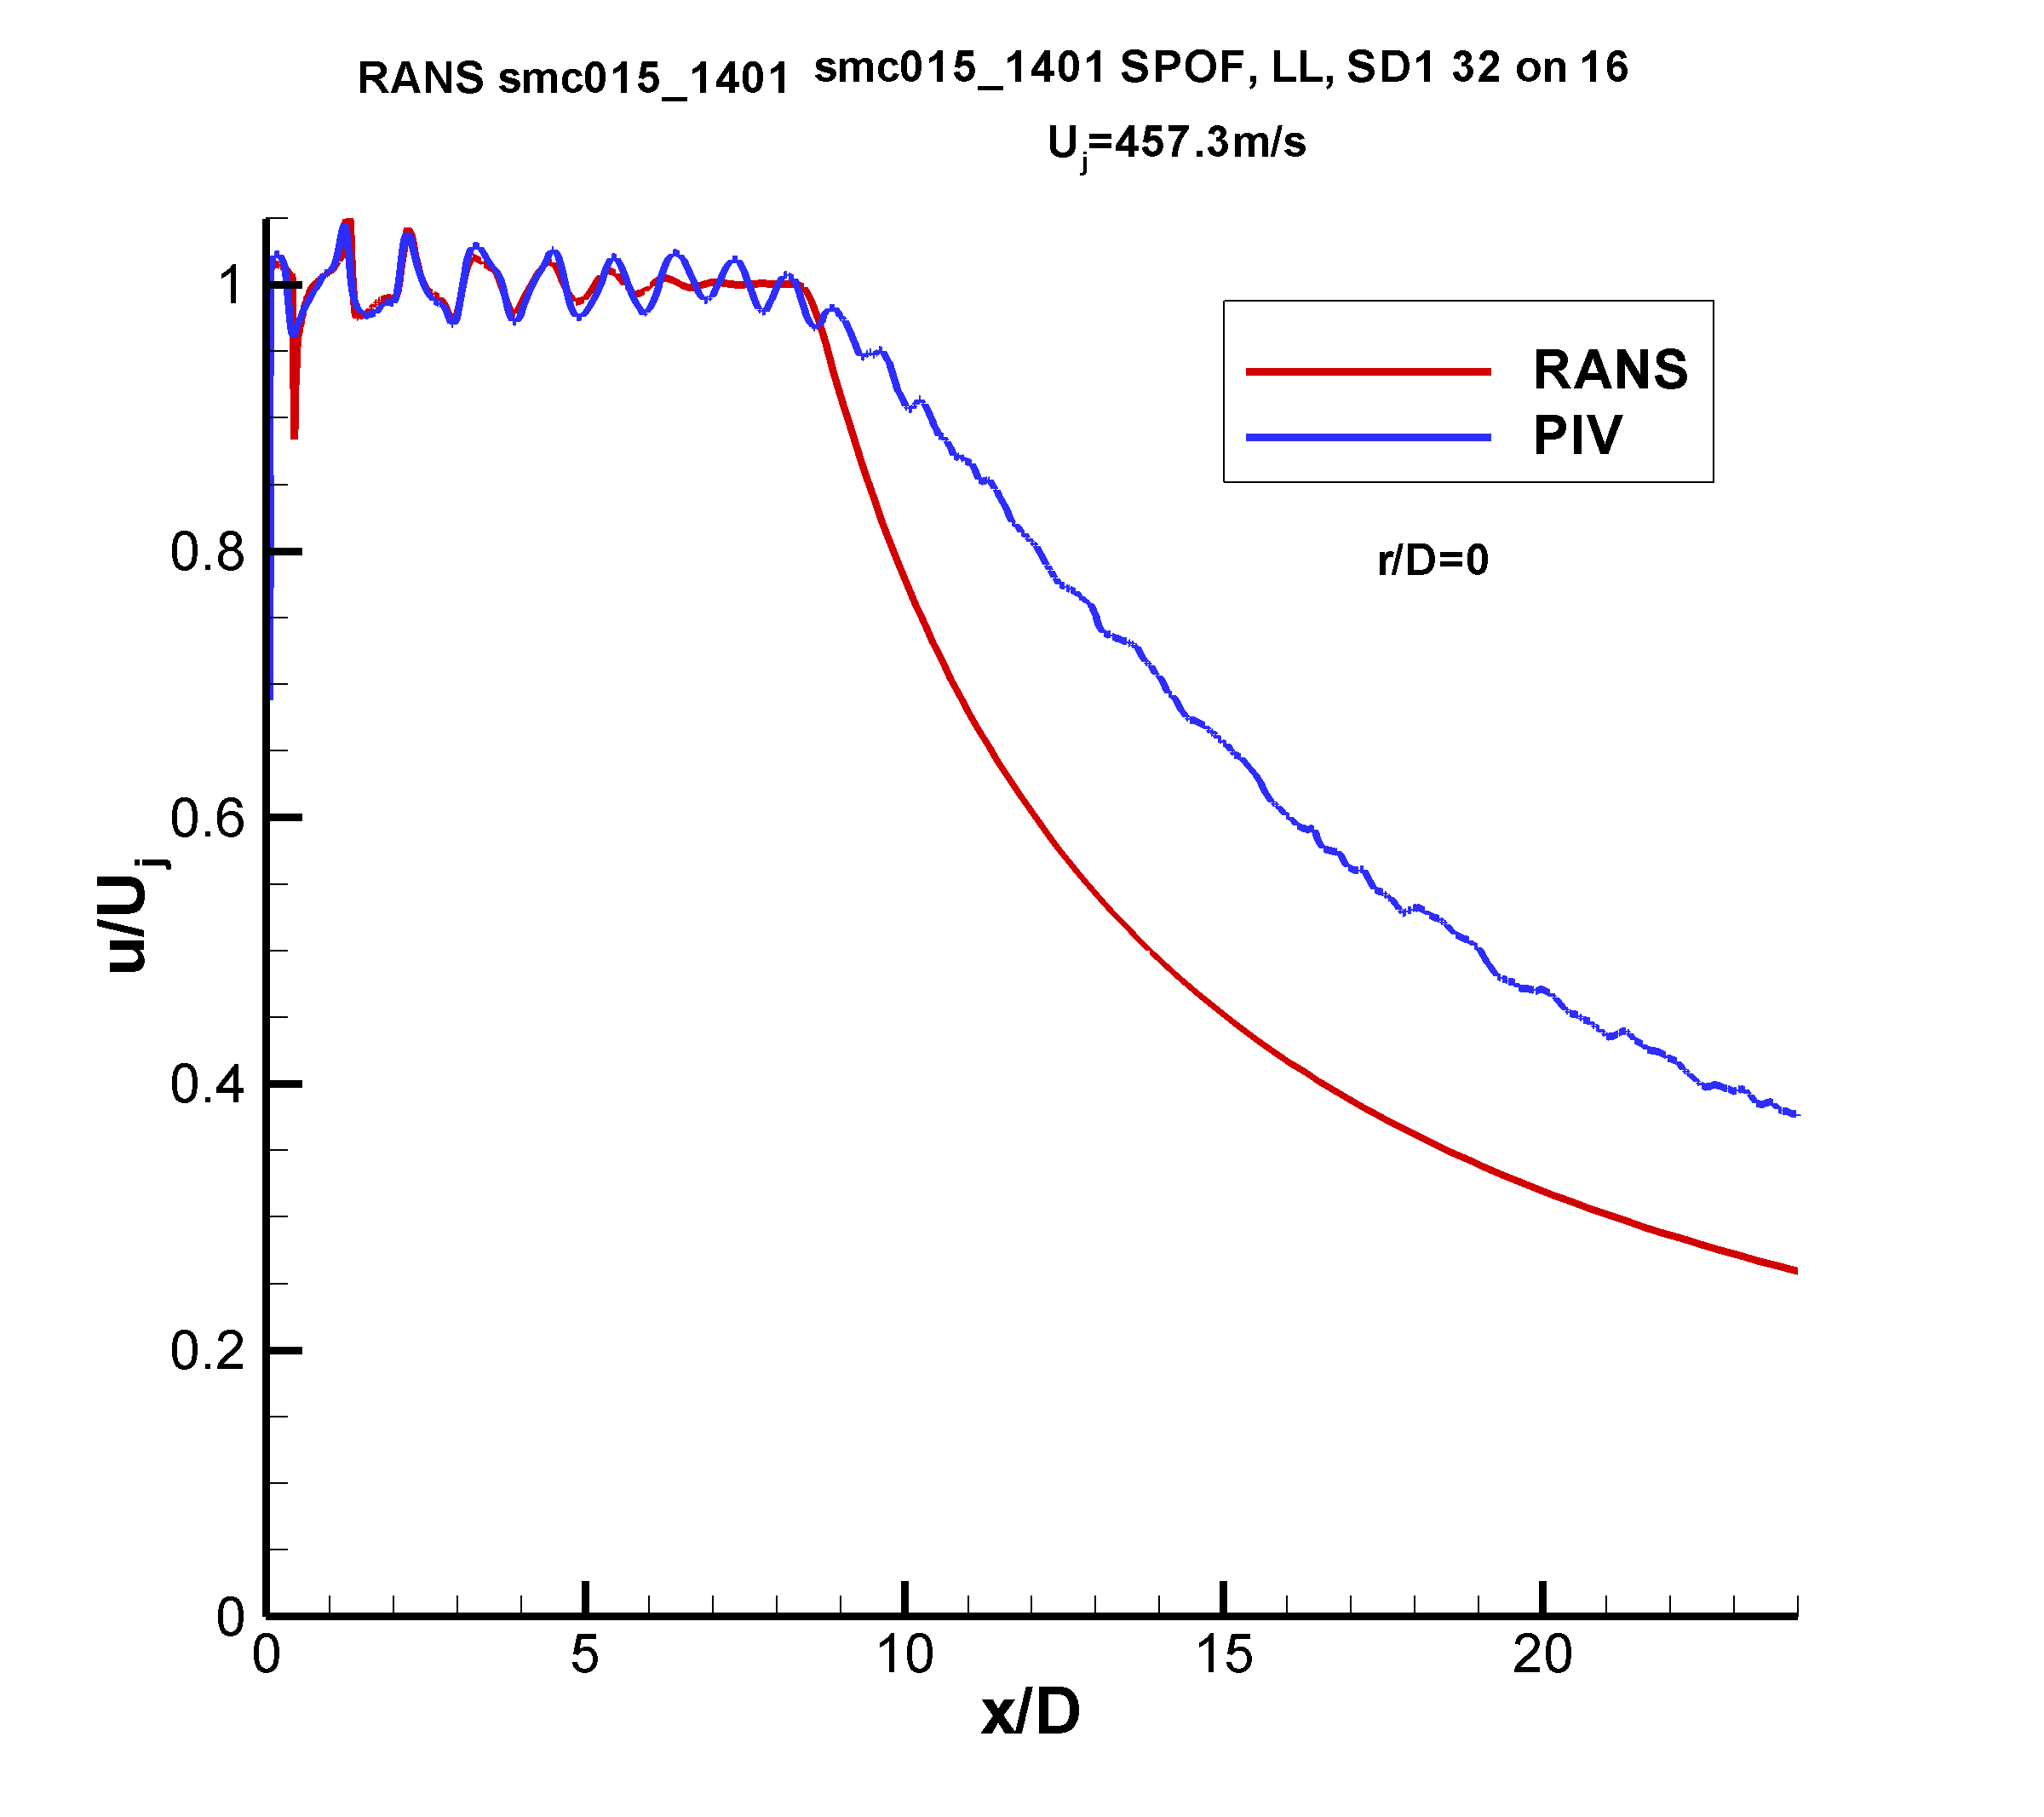 RANS smc015_1401 smc015_1401 SPOF, LL, SD1 32 on 16
Uj=457.3m/s
RANS
PIV
r/D=0
u/Uj
1
0.8
0.6
0.4
0.2
0
0 5 10 15 20
x/D